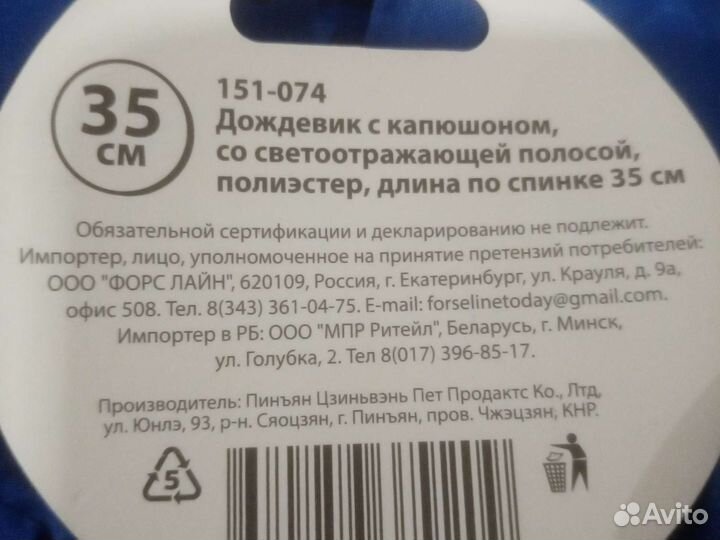 35
см
151-074
Дождевик с капюшоном,
со светоотражающей полосой,
полиэстер, длина по спинке 35 см
Обязательной сертификации и декларированию не подлежит.
Импортер, лицо, уполномоченное на принятие претензий потребителей:
ООО "ФОРС ЛАЙН", 620109, Россия, г. Екатеринбург, ул. Крауля, д. 9а,
офис 508. Тел. 8(343) 361-04-75. E-mail: forselinetoday@gmail.com.
Импортер в РБ: ООО "МПР Ритейл", Беларусь, г. Минск,
ул. Голубка, 2. Тел 8(017) 396-85-17.
Производитель: Пинъян Цзиньвэнь Пет Продактс Ко., Лтд,
ул. Юнлэ, 93, р-н. Сяоцзян, г. Пинъян, пров. Чжэцзян, КНР.
5
Avito